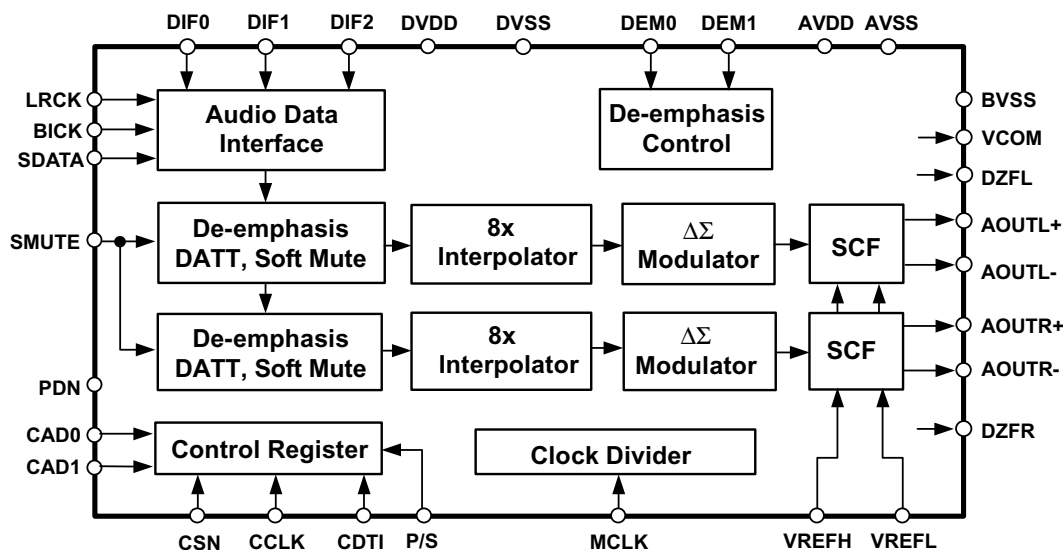 DIF0 DIF1 DIF2 DVDD DVSS DEM0 DEM1 AVDD AVSS
LRCK
BICK
SDATA
Audio Data
Interface
De-emphasis
Control
BVSS
VCOM
DZFL
SMUTE
De-emphasis
DATT, Soft Mute
8x
Interpolator
ΔΣ
Modulator
SCF
AOUTL+
AOUTL-
De-emphasis
DATT, Soft Mute
8x
Interpolator
ΔΣ
Modulator
SCF
AOUTR+
AOUTR-
PDN
CAD0
CAD1
Control Register
Clock Divider
DZFR
CSN CCLK CDTI P/S MCLK VREFH VREFL